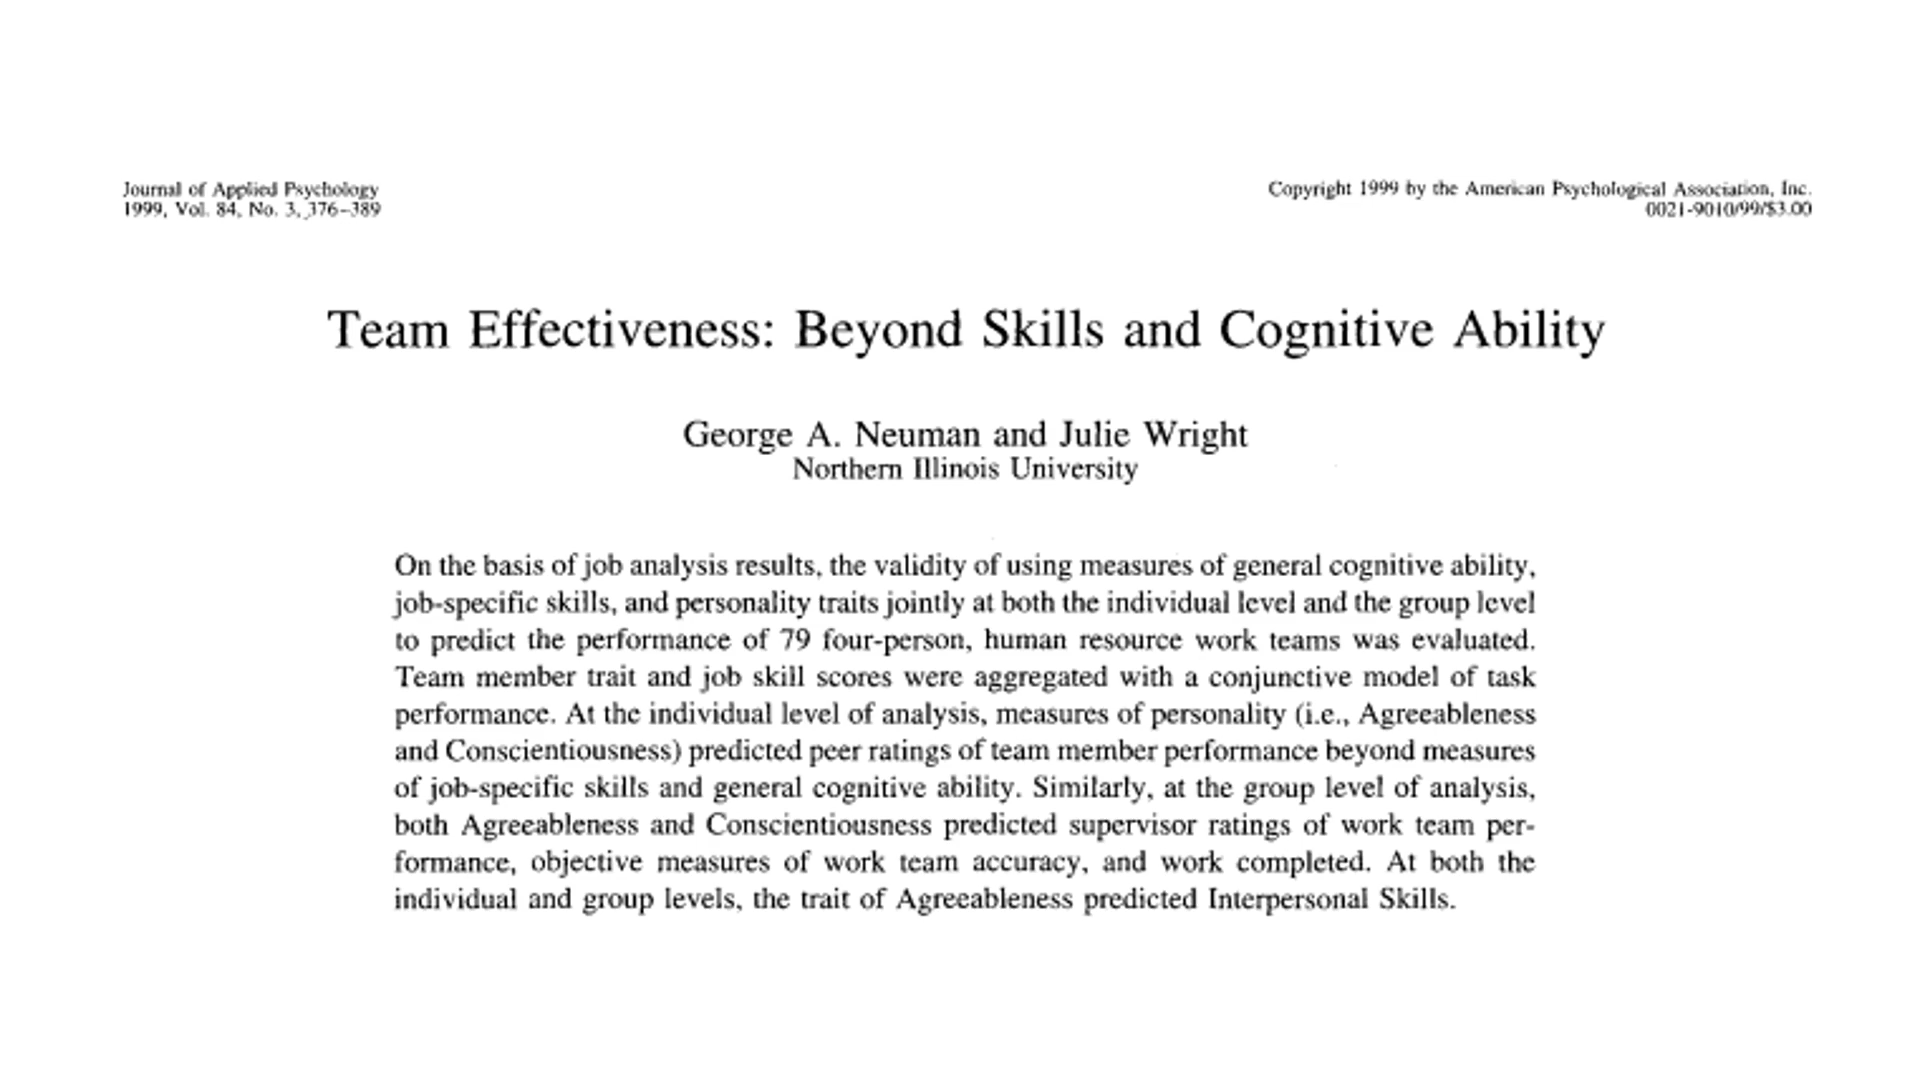 Journal of Applied Psychology
1999, Vol. 84, No. 3, 376–389
Copyright 1999 by the American Psychological Association, Inc.
0021-9010/99/$3.00
Team Effectiveness: Beyond Skills and Cognitive Ability
George A. Neuman and Julie Wright
Northern Illinois University
On the basis of job analysis results, the validity of using measures of general cognitive ability,
job-specific skills, and personality traits jointly at both the individual level and the group level
to predict the performance of 79 four-person, human resource work teams was evaluated.
Team member trait and job skill scores were aggregated with a conjunctive model of task
performance. At the individual level of analysis, measures of personality (i.e., Agreeableness
and Conscientiousness) predicted peer ratings of team member performance beyond measures
of job-specific skills and general cognitive ability. Similarly, at the group level of analysis,
both Agreeableness and Conscientiousness predicted supervisor ratings of work team per-
formance, objective measures of work team accuracy, and work completed. At both the
individual and group levels, the trait of Agreeableness predicted Interpersonal Skills.